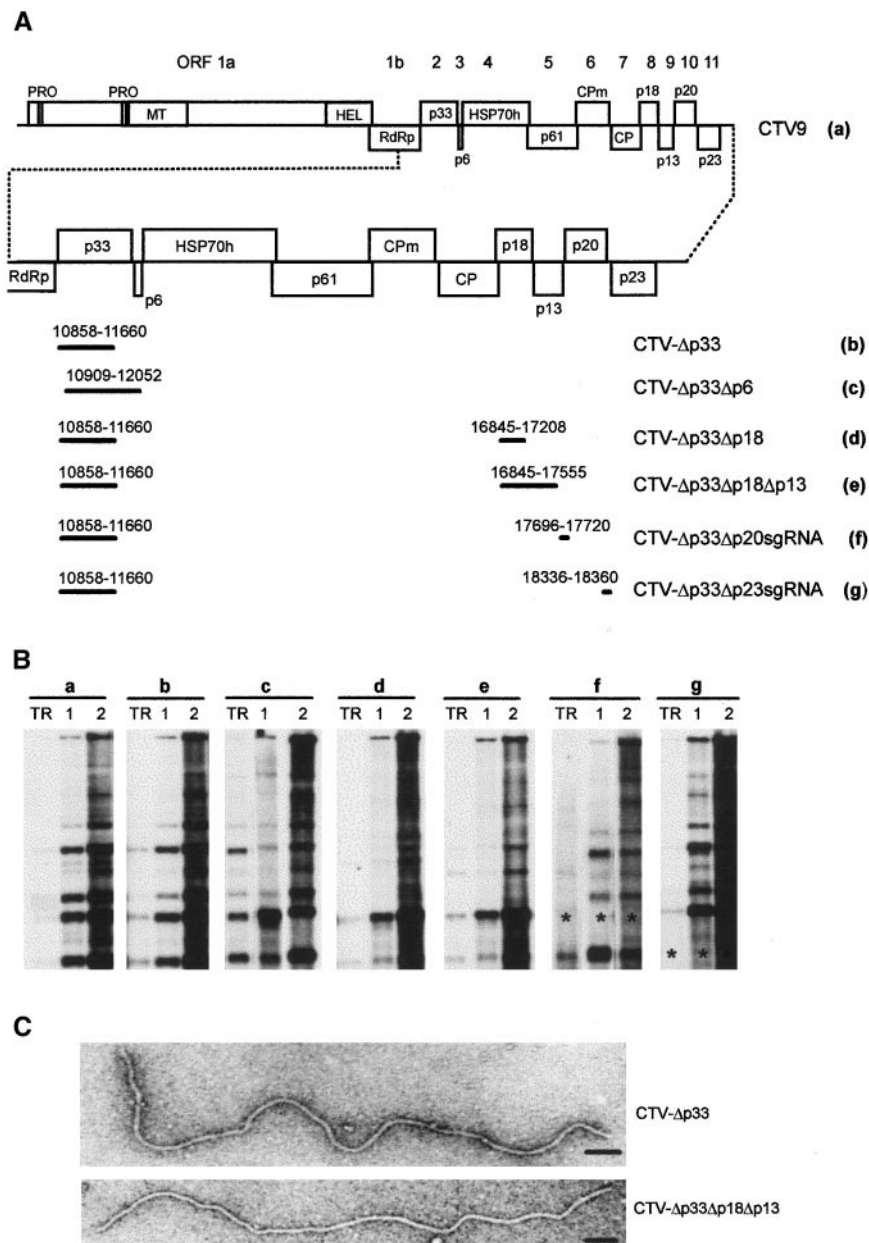 A
ORF 1a 1b 2 3 4 5 6 7 8 9 10 11
PRO PRO MT HEL RdRp p33 p6 HSP70h p61 CPm CP p18 p13 p20 p23 CTV9 (a)
RdRp p33 p6 HSP70h p61 CPm CP p18 p13 p20 p23
10858-11660 CTV-Δp33 (b)
10909-12052 CTV-Δp33Δp6 (c)
10858-11660 16845-17208 CTV-Δp33Δp18 (d)
10858-11660 16845-17555 CTV-Δp33Δp18Δp13 (e)
10858-11660 17696-17720 CTV-Δp33Δp20sgRNA (f)
10858-11660 18336-18360 CTV-Δp33Δp23sgRNA (g)
B
a b c d e f g
TR 1 2 TR 1 2 TR 1 2 TR 1 2 TR 1 2 TR 1 2 TR 1 2
* * *
* *
C
CTV-Δp33
CTV-Δp33Δp18Δp13